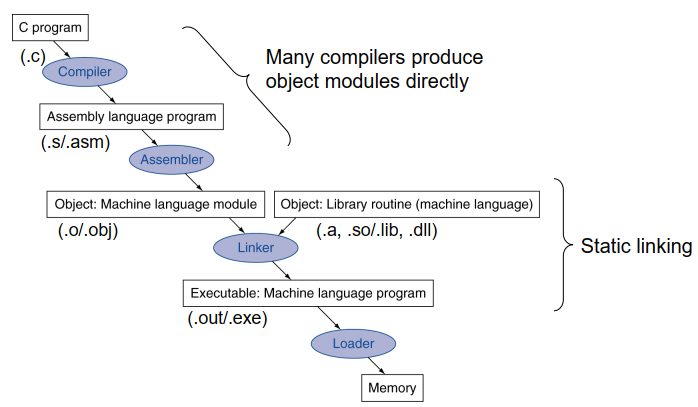 C program
(.c)
Compiler
Many compilers produce
object modules directly
Assembly language program
(.s/.asm)
Assembler
Object: Machine language module
Object: Library routine (machine language)
(.o/.obj)
(.a, .so/.lib, .dll)
Linker
Static linking
Executable: Machine language program
(.out/.exe)
Loader
Memory